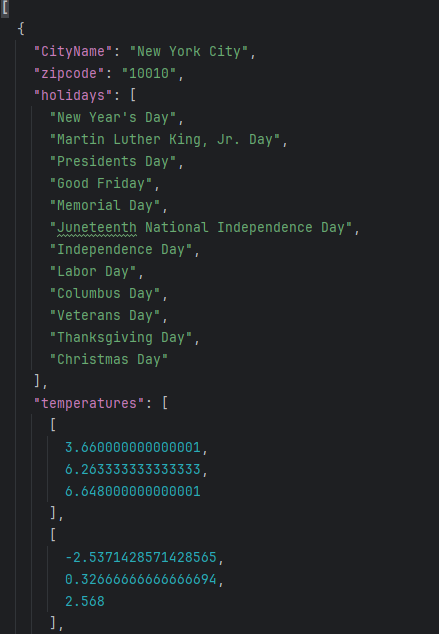 [
{
"CityName": "New York City",
"zipcode": "10010",
"holidays": [
"New Year's Day",
"Martin Luther King, Jr. Day",
"Presidents Day",
"Good Friday",
"Memorial Day",
"Juneteenth National Independence Day",
"Independence Day",
"Labor Day",
"Columbus Day",
"Veterans Day",
"Thanksgiving Day",
"Christmas Day"
],
"temperatures": [
[
3.660000000000001,
6.263333333333333,
6.648000000000001
],
[
-2.5371428571428565,
0.32666666666666694,
2.568
],